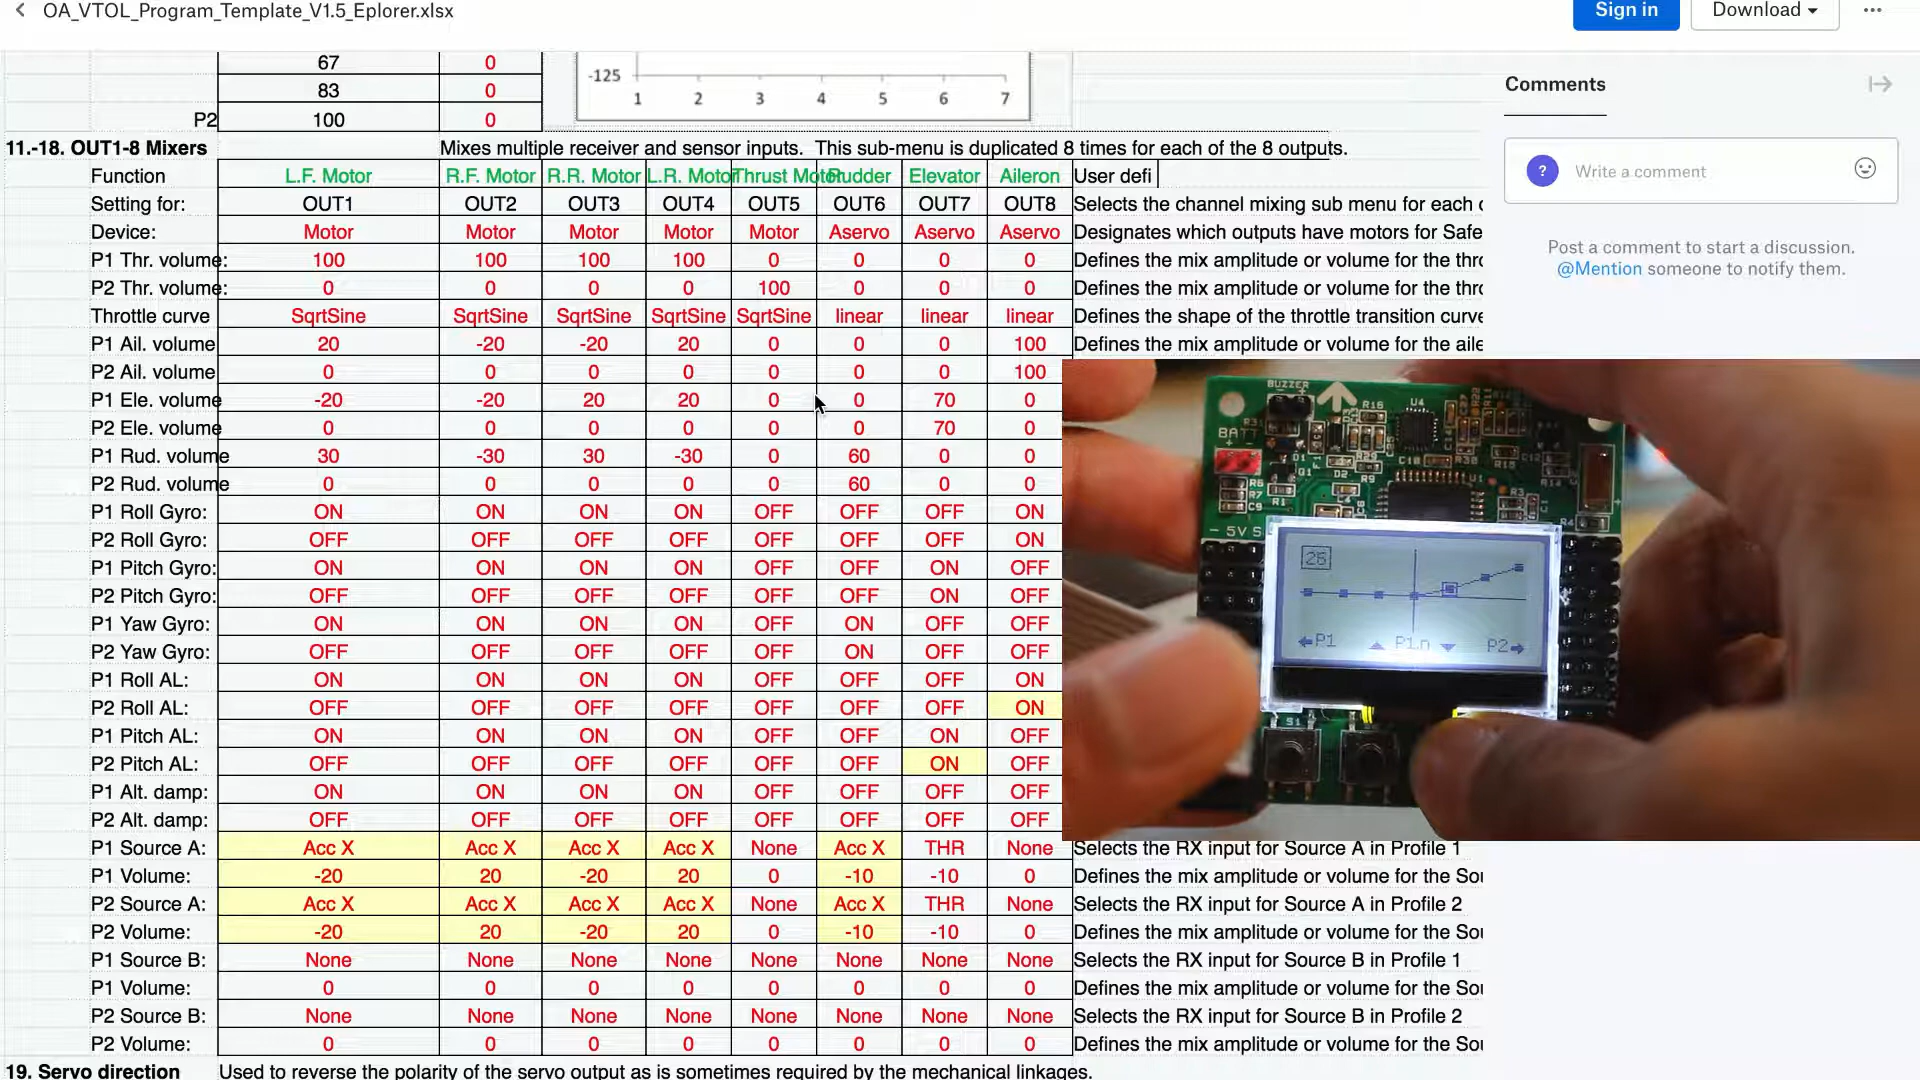 OA_VTOL_Program_Template_V1.5_Eplorer.xlsx
Sign in
Download
67 0
83 0
P2 100 0
-125
1 2 3 4 5 6 7
Comments
? Write a comment
Post a comment to start a discussion.
@Mention someone to notify them.
11.-18. OUT1-8 Mixers Mixes multiple receiver and sensor inputs. This sub-menu is duplicated 8 times for each of the 8 outputs.
Function L.F. Motor R.F. Motor R.R. Motor L.R. Motor Thrust Motor Rudder Elevator Aileron User defi
Setting for: OUT1 OUT2 OUT3 OUT4 OUT5 OUT6 OUT7 OUT8 Selects the channel mixing sub menu for each
Device: Motor Motor Motor Motor Motor Aservo Aservo Aservo Designates which outputs have motors for Safe
P1 Thr. volume: 100 100 100 100 0 0 0 0 Defines the mix amplitude or volume for the thr
P2 Thr. volume: 0 0 0 0 100 0 0 0 Defines the mix amplitude or volume for the thr
Throttle curve SqrtSine SqrtSine SqrtSine SqrtSine SqrtSine linear linear linear Defines the shape of the throttle transition curve
P1 Ail. volume 20 -20 -20 20 0 0 0 100 Defines the mix amplitude or volume for the aile
P2 Ail. volume 0 0 0 0 0 0 0 100
P1 Ele. volume -20 -20 20 20 0 0 70 0
P2 Ele. volume 0 0 0 0 0 0 70 0
P1 Rud. volume 30 -30 30 -30 0 60 0 0
P2 Rud. volume 0 0 0 0 0 60 0 0
P1 Roll Gyro: ON ON ON ON OFF OFF OFF ON
P2 Roll Gyro: OFF OFF OFF OFF OFF OFF OFF ON
P1 Pitch Gyro: ON ON ON ON OFF OFF ON OFF
P2 Pitch Gyro: OFF OFF OFF OFF OFF OFF ON OFF
P1 Yaw Gyro: ON ON ON ON OFF ON OFF OFF
P2 Yaw Gyro: OFF OFF OFF OFF OFF ON OFF OFF
P1 Roll AL: ON ON ON ON OFF OFF OFF ON
P2 Roll AL: OFF OFF OFF OFF OFF OFF OFF ON
P1 Pitch AL: ON ON ON ON OFF OFF ON OFF
P2 Pitch AL: OFF OFF OFF OFF OFF OFF ON OFF
P1 Alt. damp: ON ON ON ON OFF OFF OFF OFF
P2 Alt. damp: OFF OFF OFF OFF OFF OFF OFF OFF
P1 Source A: Acc X Acc X Acc X Acc X None Acc X THR None Selects the RX input for Source A in Profile 1
P1 Volume: -20 20 -20 20 0 -10 -10 0 Defines the mix amplitude or volume for the Sou
P2 Source A: Acc X Acc X Acc X Acc X None Acc X THR None Selects the RX input for Source A in Profile 2
P2 Volume: -20 20 -20 20 0 -10 -10 0 Defines the mix amplitude or volume for the Sou
P1 Source B: None None None None None None None None Selects the RX input for Source B in Profile 1
P1 Volume: 0 0 0 0 0 0 0 0 Defines the mix amplitude or volume for the Sou
P2 Source B: None None None None None None None None Selects the RX input for Source B in Profile 2
P2 Volume: 0 0 0 0 0 0 0 0 Defines the mix amplitude or volume for the Sou
19. Servo direction Used to reverse the polarity of the servo output as is sometimes required by the mechanical linkages.
BUZZER
R16
U4
BATT
D1
R29
C10
R30
D2
R6
R7
C9
R1
R9
U1
R3
R4
- 5V S
26
P1 P1.n P2
S1